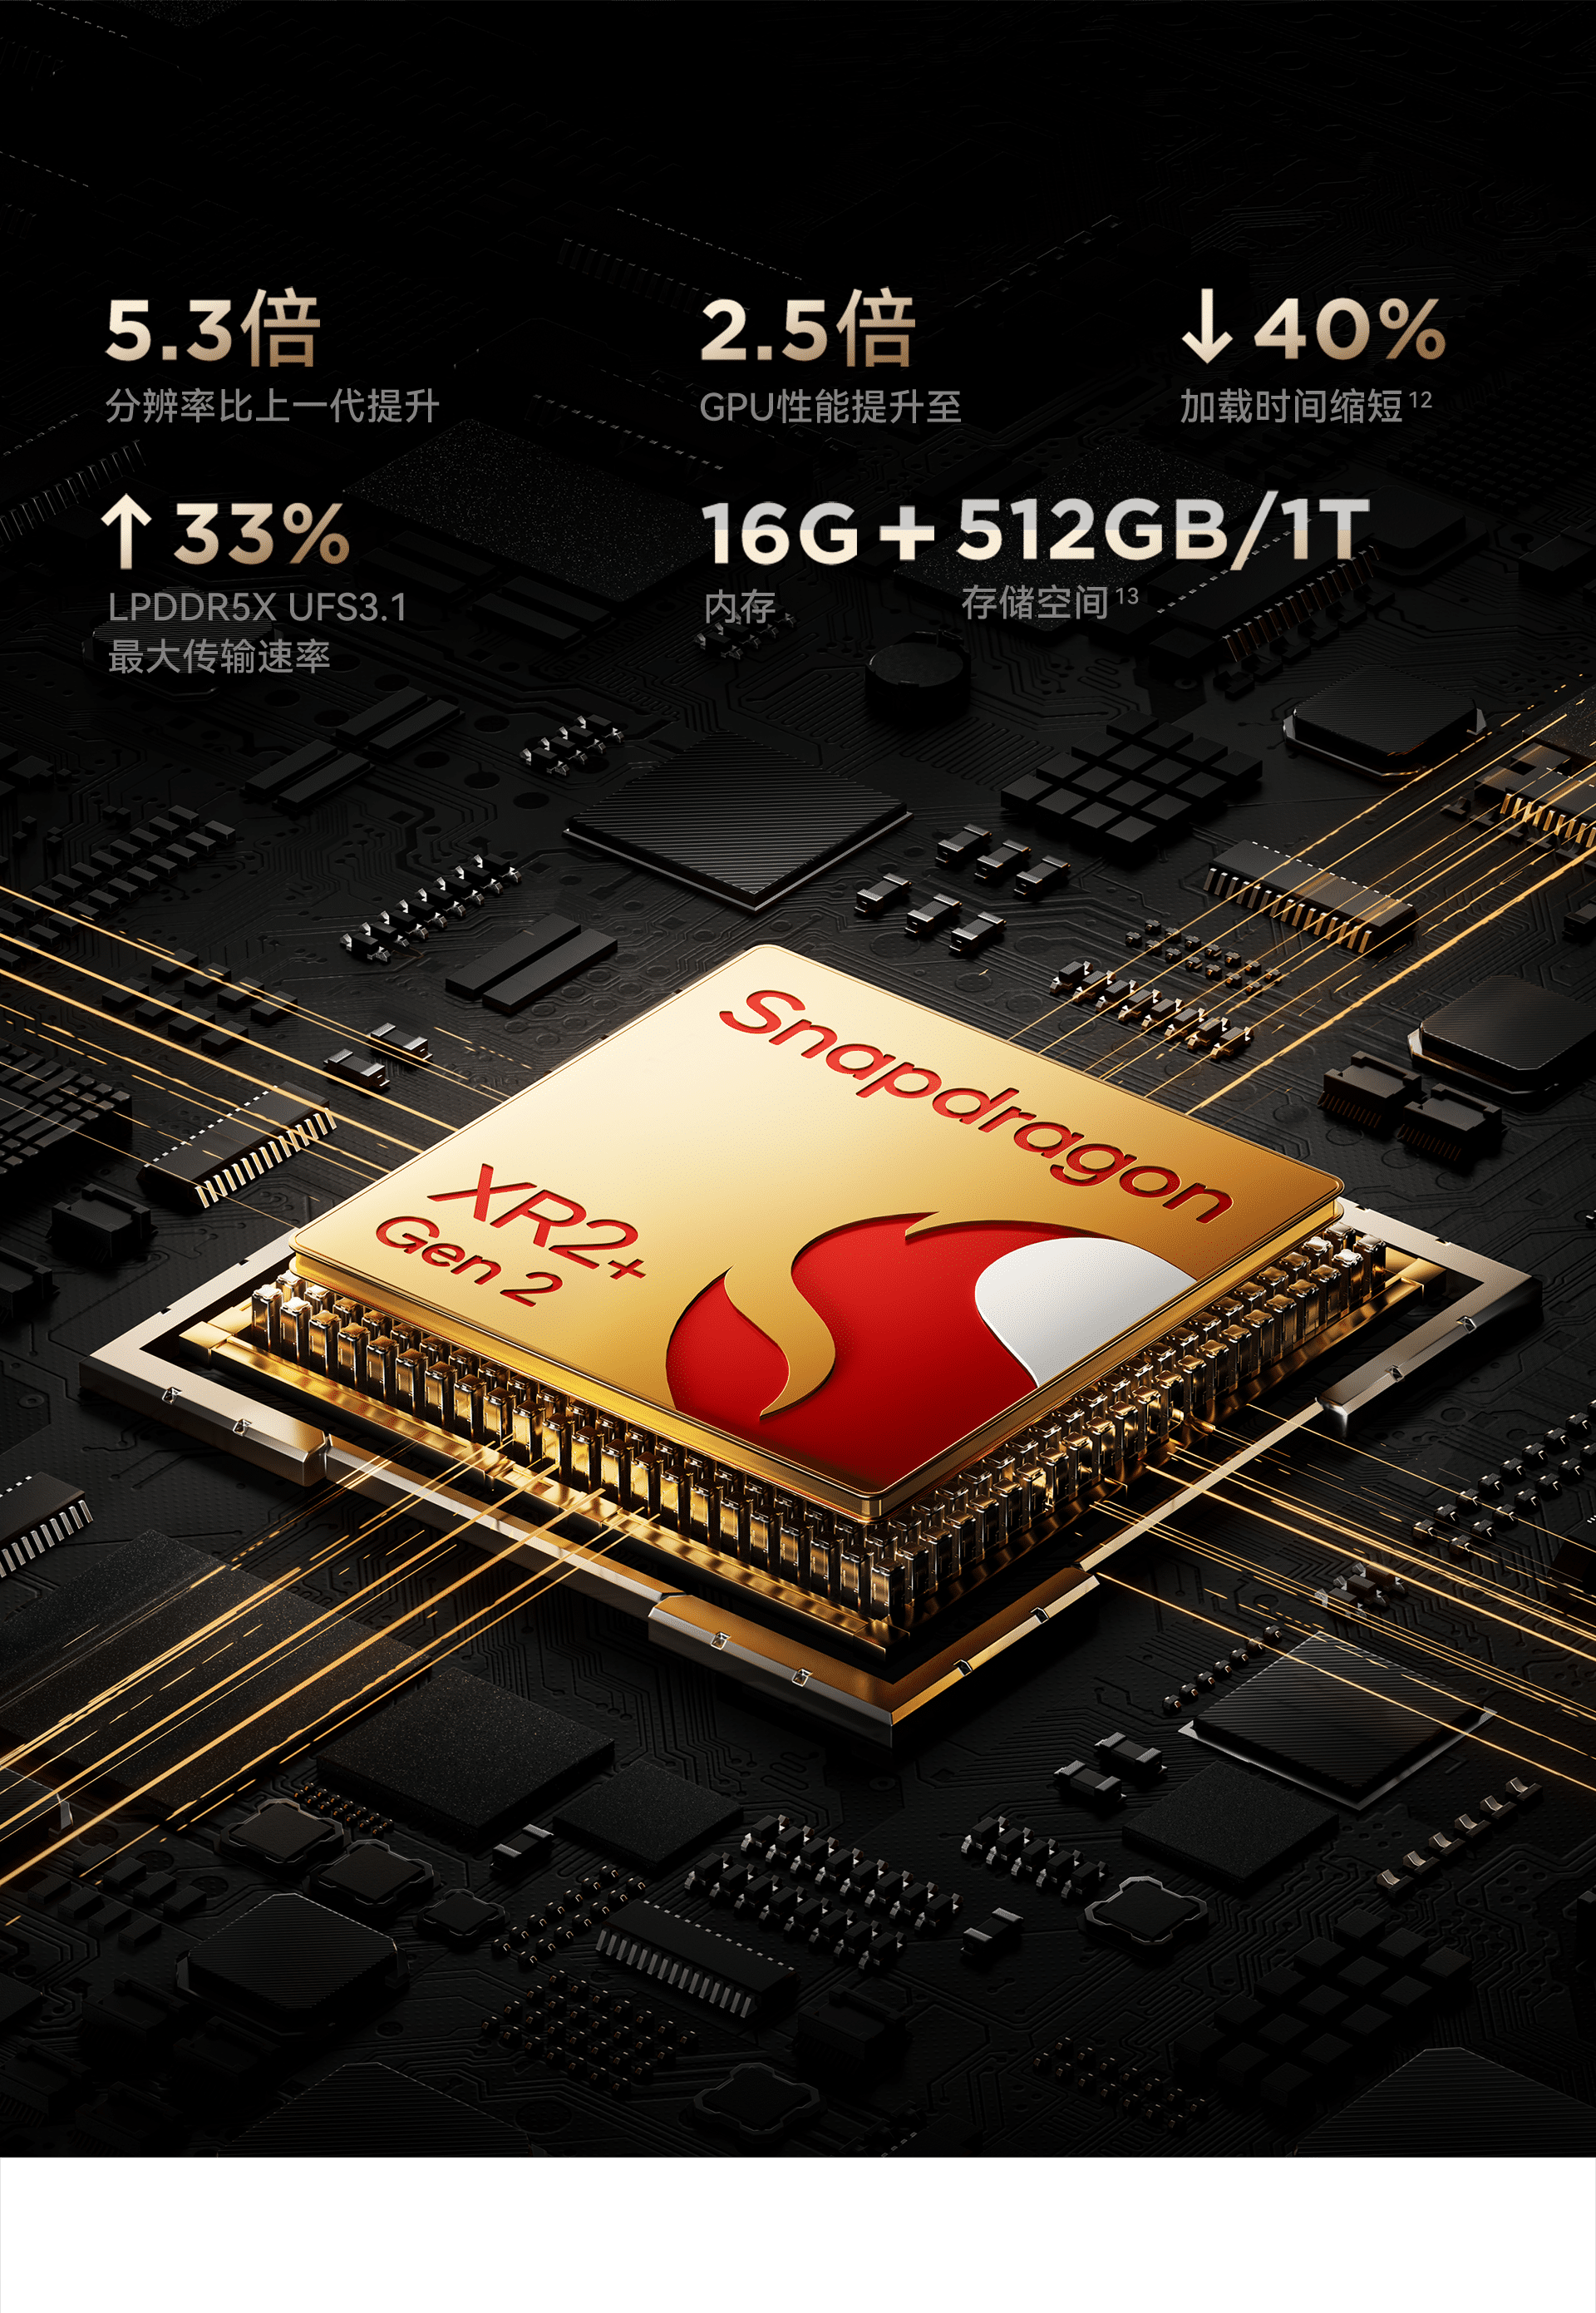 5.3倍
分辨率比上一代提升
2.5倍
GPU性能提升至
↓40%
加载时间缩短12
↑33%
LPDDR5X UFS3.1
最大传输速率
16G + 512GB/1T
内存
存储空间13
Snapdragon
XR2+
Gen 2